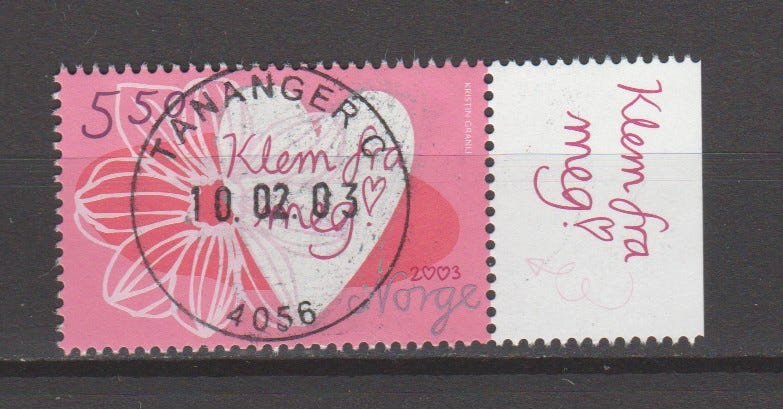 5 50
KRISTIN GRANLI
TANANGER C
Klem fra
meg!
10.02.03
2003
Norge
4056
Klem fra
meg!